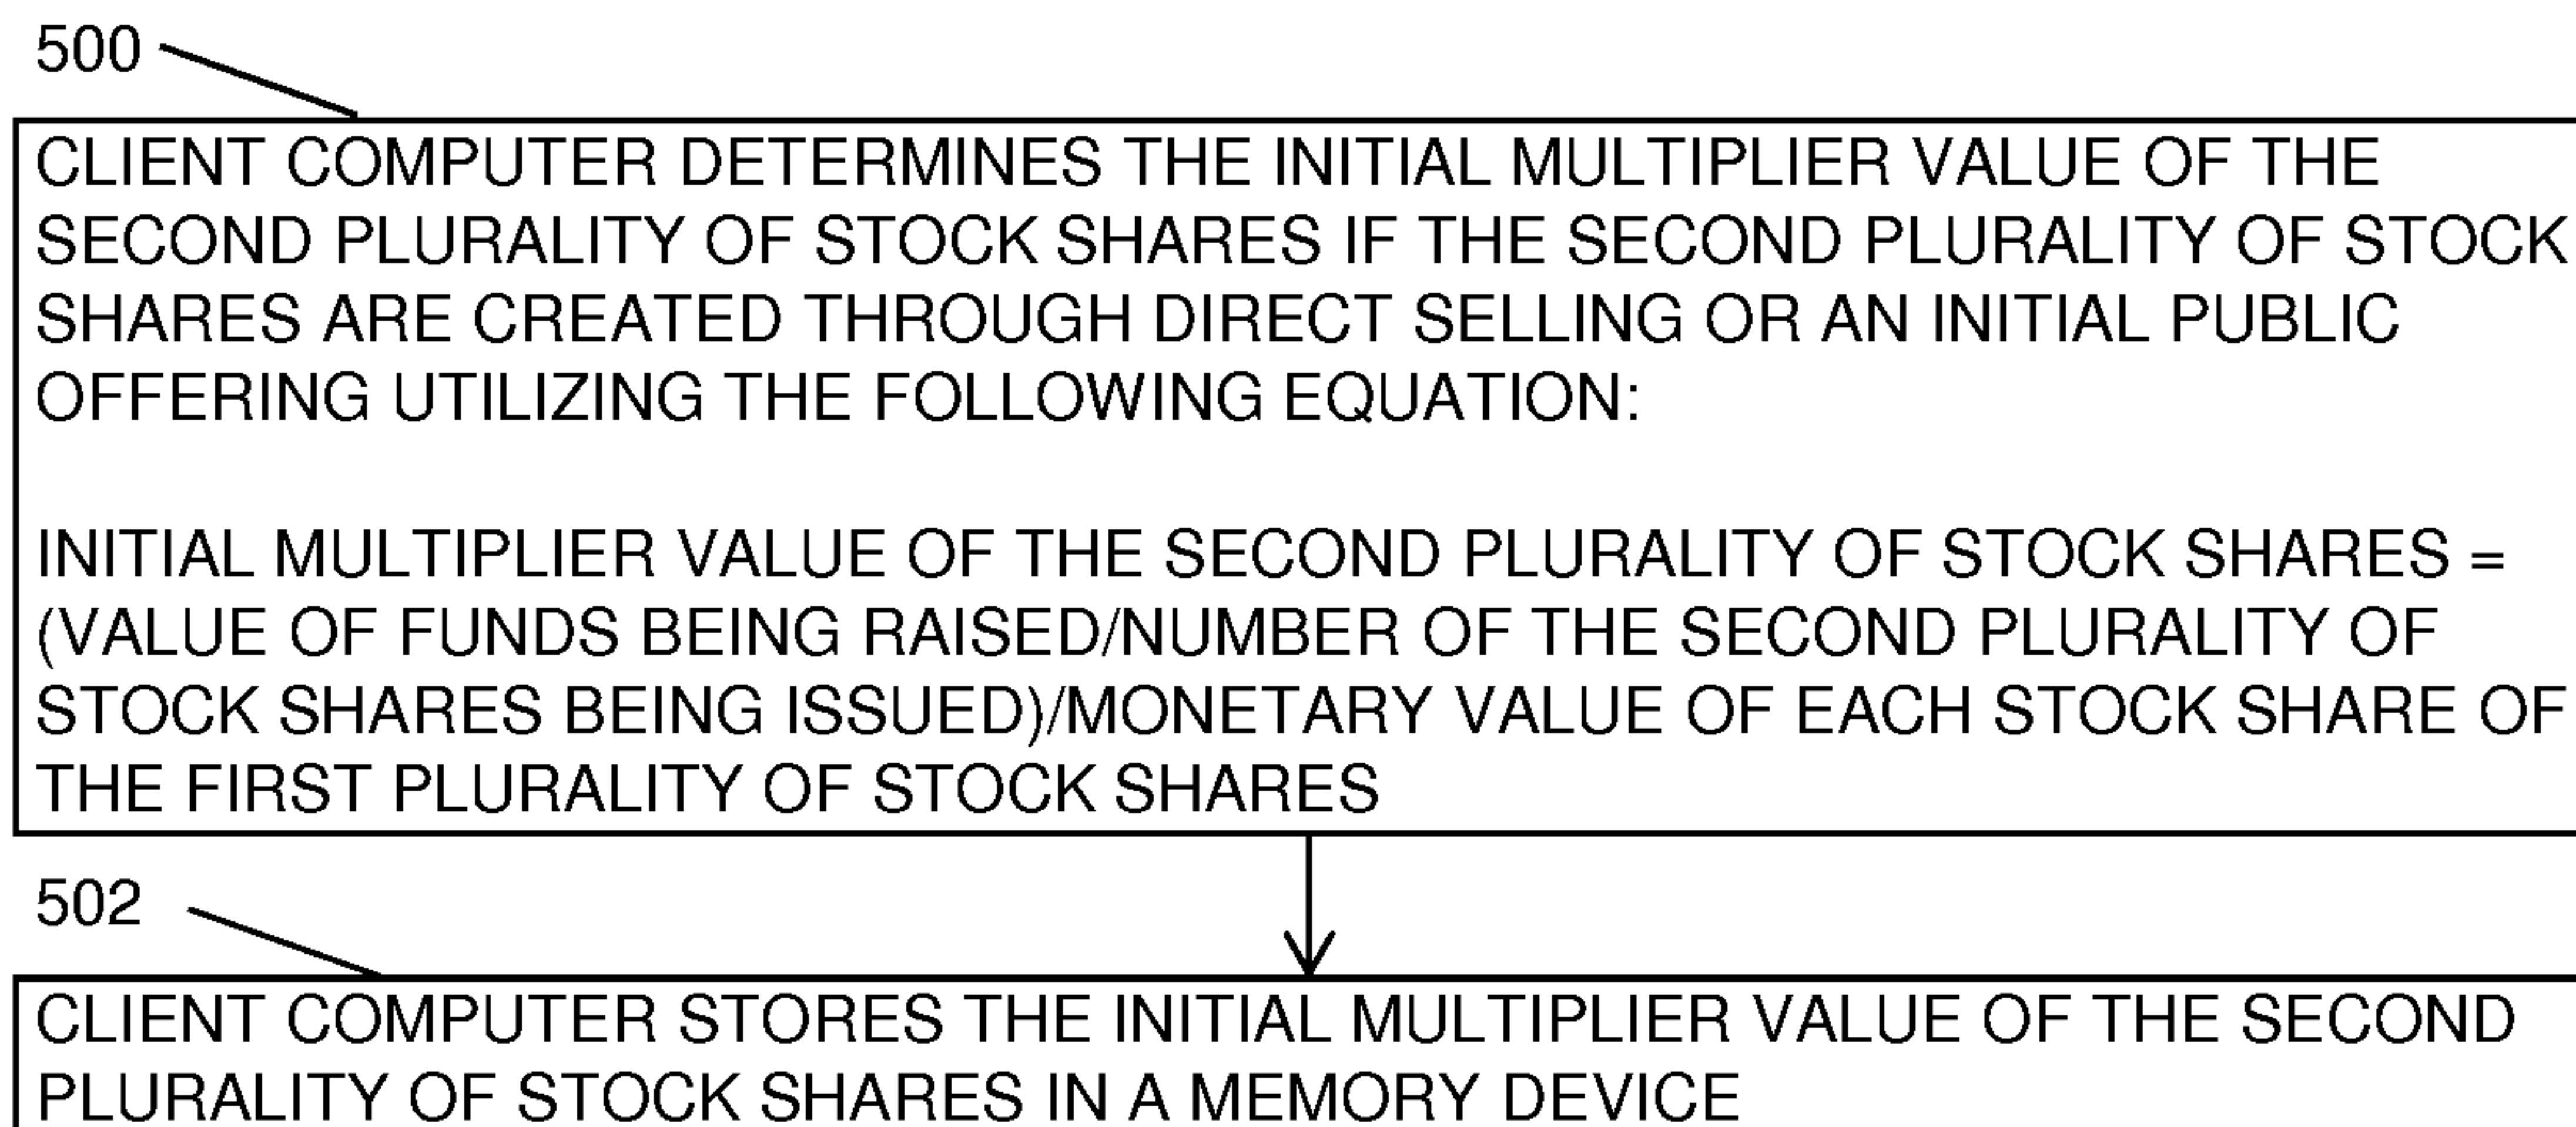 500
CLIENT COMPUTER DETERMINES THE INITIAL MULTIPLIER VALUE OF THE
SECOND PLURALITY OF STOCK SHARES IF THE SECOND PLURALITY OF STOCK
SHARES ARE CREATED THROUGH DIRECT SELLING OR AN INITIAL PUBLIC
OFFERING UTILIZING THE FOLLOWING EQUATION:
INITIAL MULTIPLIER VALUE OF THE SECOND PLURALITY OF STOCK SHARES =
(VALUE OF FUNDS BEING RAISED/NUMBER OF THE SECOND PLURALITY OF
STOCK SHARES BEING ISSUED)/MONETARY VALUE OF EACH STOCK SHARE OF
THE FIRST PLURALITY OF STOCK SHARES
502
CLIENT COMPUTER STORES THE INITIAL MULTIPLIER VALUE OF THE SECOND
PLURALITY OF STOCK SHARES IN A MEMORY DEVICE